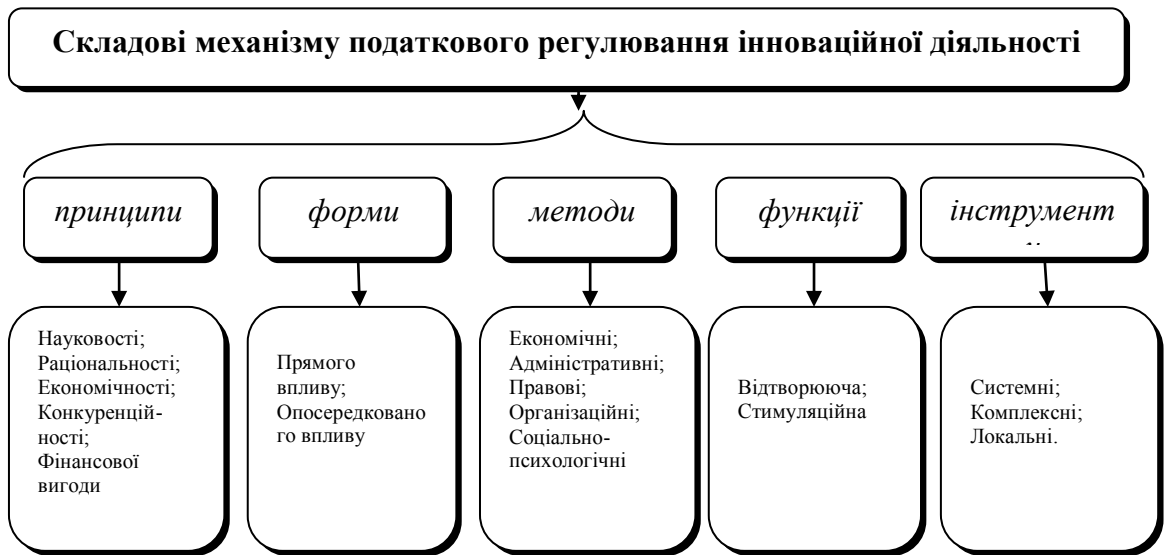 Складові механізму податкового регулювання інноваційної діяльності
принципи
форми
методи
функції
інструмент
Науковості;
Раціональності;
Економічності;
Конкуренцій-
ності;
Фінансової
вигоди
Прямого
впливу;
Опосередковано
го впливу
Економічні;
Адміністративні;
Правові;
Організаційні;
Соціально-
психологічні
Відтворююча;
Стимуляційна
Системні;
Комплексні;
Локальні.